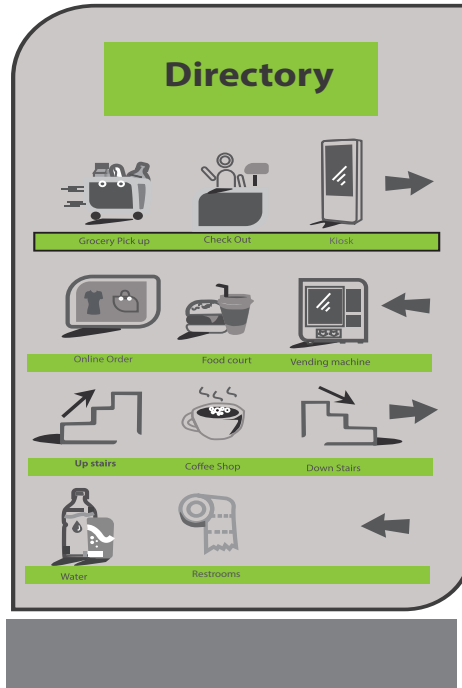 Directory
Grocery Pick up Check Out Kiosk
Online Order Food court Vending machine
Up stairs Coffee Shop Down Stairs
Water Restrooms